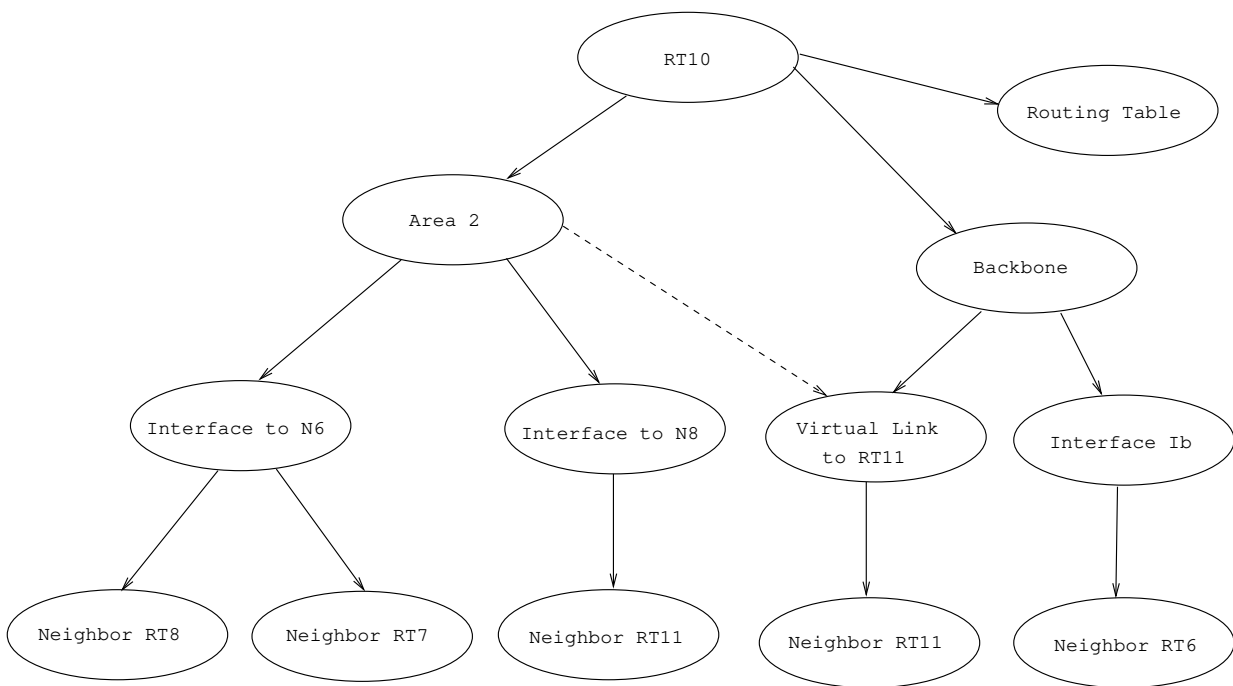 RT10
Routing Table
Area 2
Backbone
Interface to N6
Interface to N8
Virtual Link
to RT11
Interface Ib
Neighbor RT8
Neighbor RT7
Neighbor RT11
Neighbor RT11
Neighbor RT6